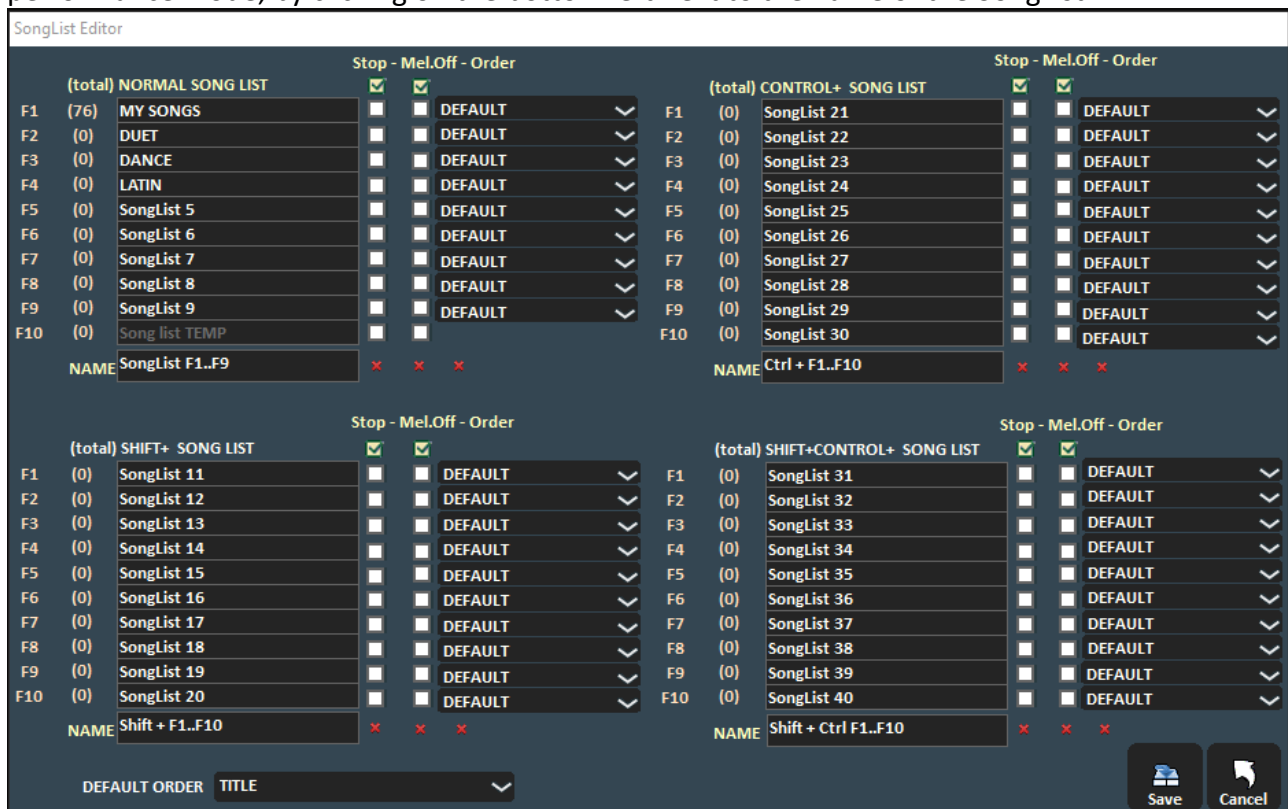 performance mode, by on the button the name of the
SongList Editor
Stop - Mel.Off - Order
(total) NORMAL SONG LIST
F1 (76) MY SONGS DEFAULT
F2 (0) DUET DEFAULT
F3 (0) DANCE DEFAULT
F4 (0) LATIN DEFAULT
F5 (0) SongList 5 DEFAULT
F6 (0) SongList 6 DEFAULT
F7 (0) SongList 7 DEFAULT
F8 (0) SongList 8 DEFAULT
F9 (0) SongList 9 DEFAULT
F10 (0) Song list TEMP
NAME SongList F1..F9
Stop - Mel.Off - Order
(total) CONTROL+ SONG LIST
F1 (0) SongList 21 DEFAULT
F2 (0) SongList 22 DEFAULT
F3 (0) SongList 23 DEFAULT
F4 (0) SongList 24 DEFAULT
F5 (0) SongList 25 DEFAULT
F6 (0) SongList 26 DEFAULT
F7 (0) SongList 27 DEFAULT
F8 (0) SongList 28 DEFAULT
F9 (0) SongList 29 DEFAULT
F10 (0) SongList 30 DEFAULT
NAME Ctrl + F1..F10
Stop - Mel.Off - Order
(total) SHIFT+ SONG LIST
F1 (0) SongList 11 DEFAULT
F2 (0) SongList 12 DEFAULT
F3 (0) SongList 13 DEFAULT
F4 (0) SongList 14 DEFAULT
F5 (0) SongList 15 DEFAULT
F6 (0) SongList 16 DEFAULT
F7 (0) SongList 17 DEFAULT
F8 (0) SongList 18 DEFAULT
F9 (0) SongList 19 DEFAULT
F10 (0) SongList 20 DEFAULT
NAME Shift + F1..F10
Stop - Mel.Off - Order
(total) SHIFT+CONTROL+ SONG LIST
F1 (0) SongList 31 DEFAULT
F2 (0) SongList 32 DEFAULT
F3 (0) SongList 33 DEFAULT
F4 (0) SongList 34 DEFAULT
F5 (0) SongList 35 DEFAULT
F6 (0) SongList 36 DEFAULT
F7 (0) SongList 37 DEFAULT
F8 (0) SongList 38 DEFAULT
F9 (0) SongList 39 DEFAULT
F10 (0) SongList 40 DEFAULT
NAME Shift + Ctrl F1..F10
DEFAULT ORDER TITLE
Save Cancel